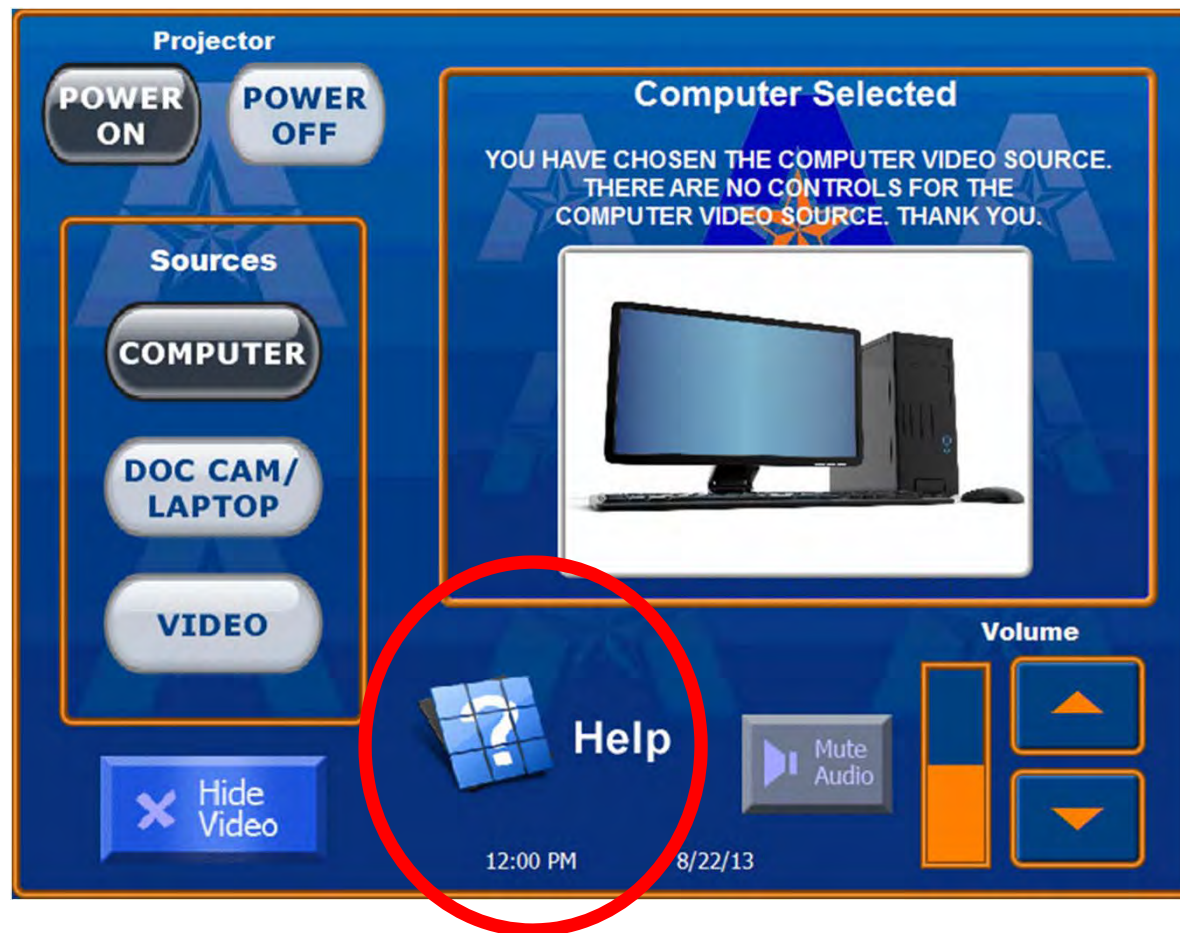 Projector
POWER
ON
POWER
OFF
Computer Selected
YOU HAVE CHOSEN THE COMPUTER VIDEO SOURCE.
THERE ARE NO CONTROLS FOR THE
COMPUTER VIDEO SOURCE. THANK YOU.
Sources
COMPUTER
DOC CAM/
LAPTOP
VIDEO
Hide
Video
?
Help
Mute
Audio
Volume
12:00 PM
8/22/13